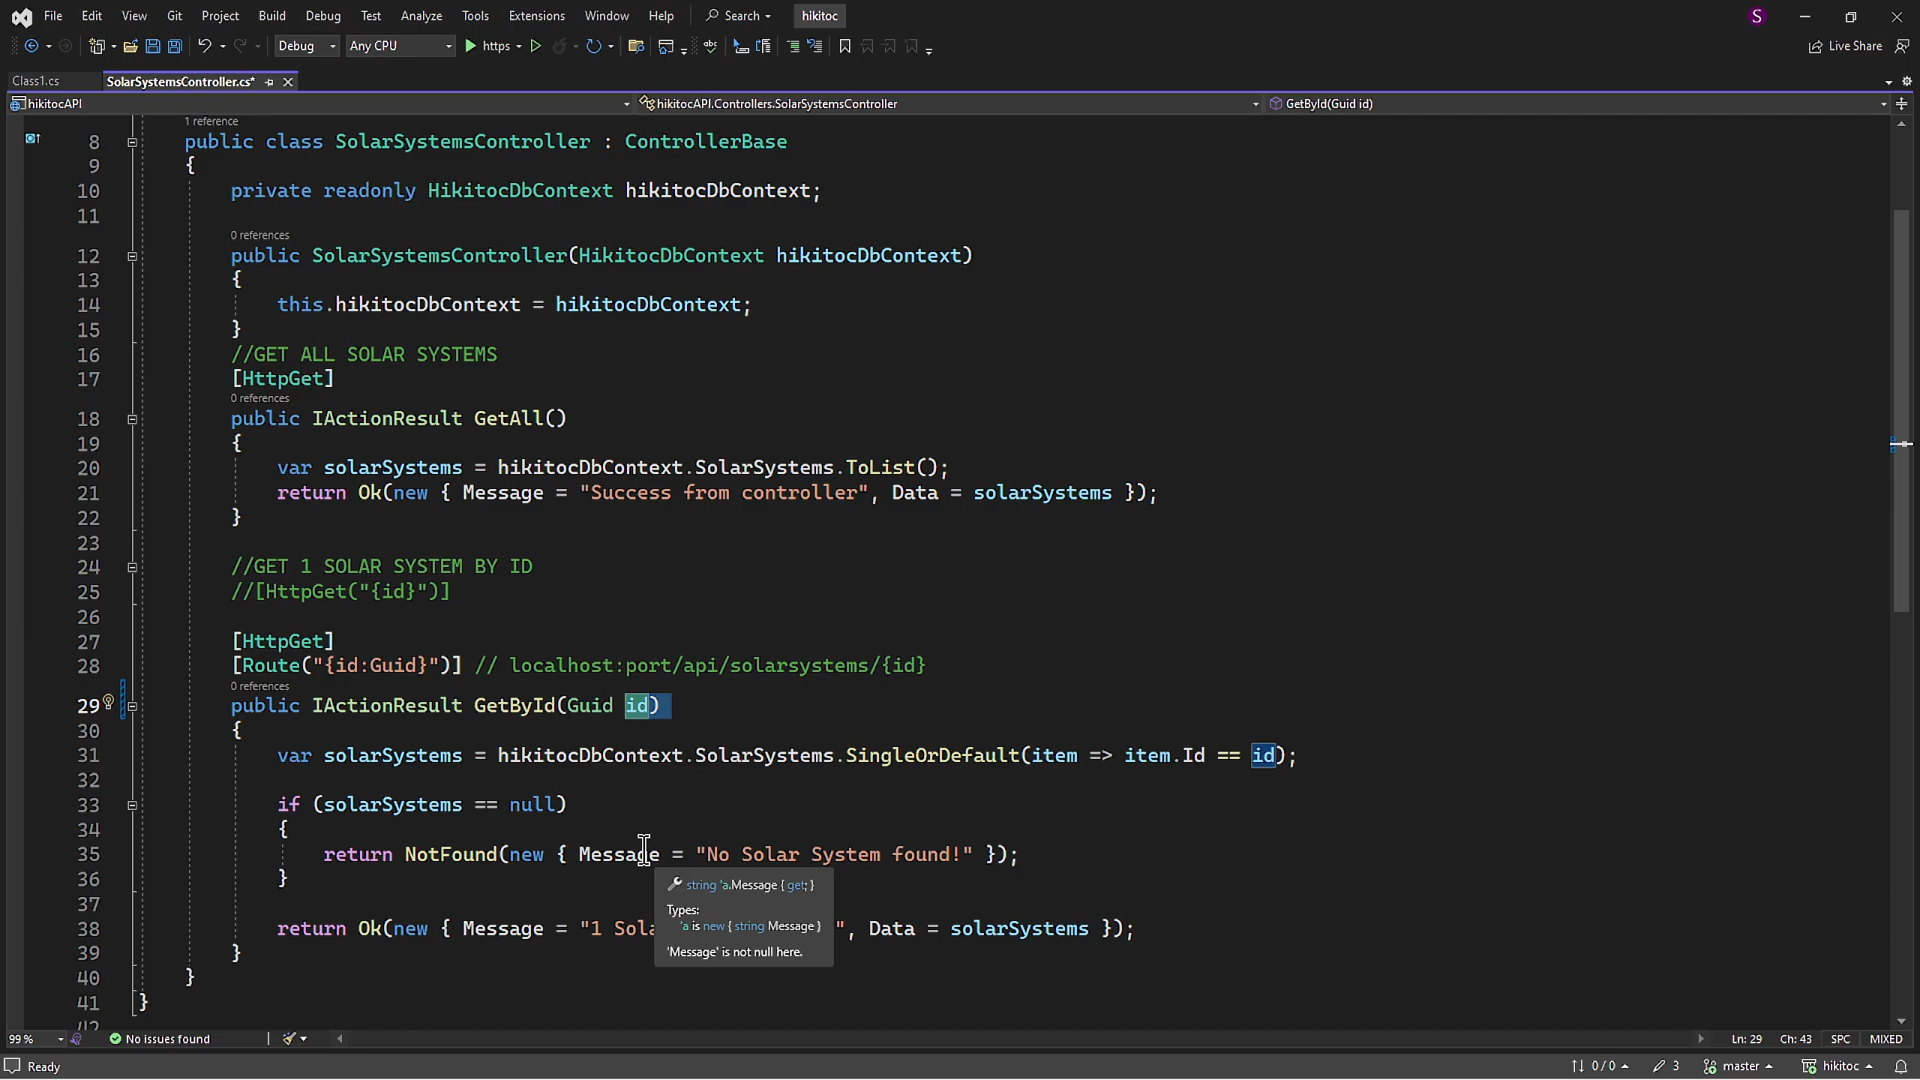 File Edit View Git Project Build Debug Test Analyze Tools Extensions Window Help Search hikitoc S
Debug Any CPU https Live Share
Class1.cs SolarSystemsController.cs*
hikitocAPI hikitocAPI.Controllers.SolarSystemsController GetById(Guid id)
1 reference
8 public class SolarSystemsController : ControllerBase
9 {
10 private readonly HikitocDbContext hikitocDbContext;
11
0 references
12 public SolarSystemsController(HikitocDbContext hikitocDbContext)
13 {
14 this.hikitocDbContext = hikitocDbContext;
15 }
16 //GET ALL SOLAR SYSTEMS
17 [HttpGet]
0 references
18 public IActionResult GetAll()
19 {
20 var solarSystems = hikitocDbContext.SolarSystems.ToList();
21 return Ok(new { Message = "Success from controller", Data = solarSystems });
22 }
23
24 //GET 1 SOLAR SYSTEM BY ID
25 //[HttpGet("{id}")]
26
27 [HttpGet]
28 [Route("{id:Guid}")] // localhost:port/api/solarsystems/{id}
0 references
29 public IActionResult GetById(Guid id)
30 {
31 var solarSystems = hikitocDbContext.SolarSystems.SingleOrDefault(item => item.Id == id);
32
33 if (solarSystems == null)
34 {
35 return NotFound(new { Message = "No Solar System found!" });
36 }
string 'a.Message { get; }
37
Types:
'a is new { string Message }
38 return Ok(new { Message = "1 Sola ", Data = solarSystems });
'Message' is not null here.
39 }
40 }
41 }
42
99 % No issues found Ln: 29 Ch: 43 SPC MIXED
Ready 0 / 0 3 master hikitoc